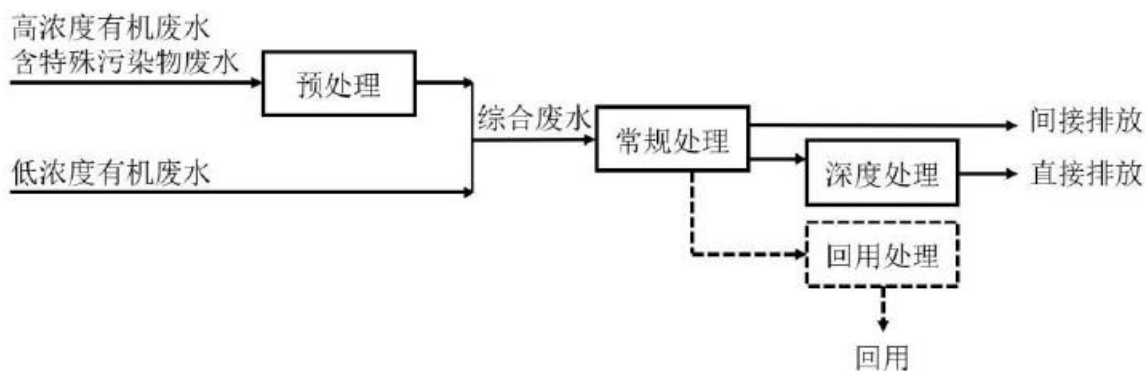 高浓度有机废水
含特殊污染物废水
预处理
综合废水
常规处理
间接排放
低浓度有机废水
深度处理
直接排放
回用处理
回用